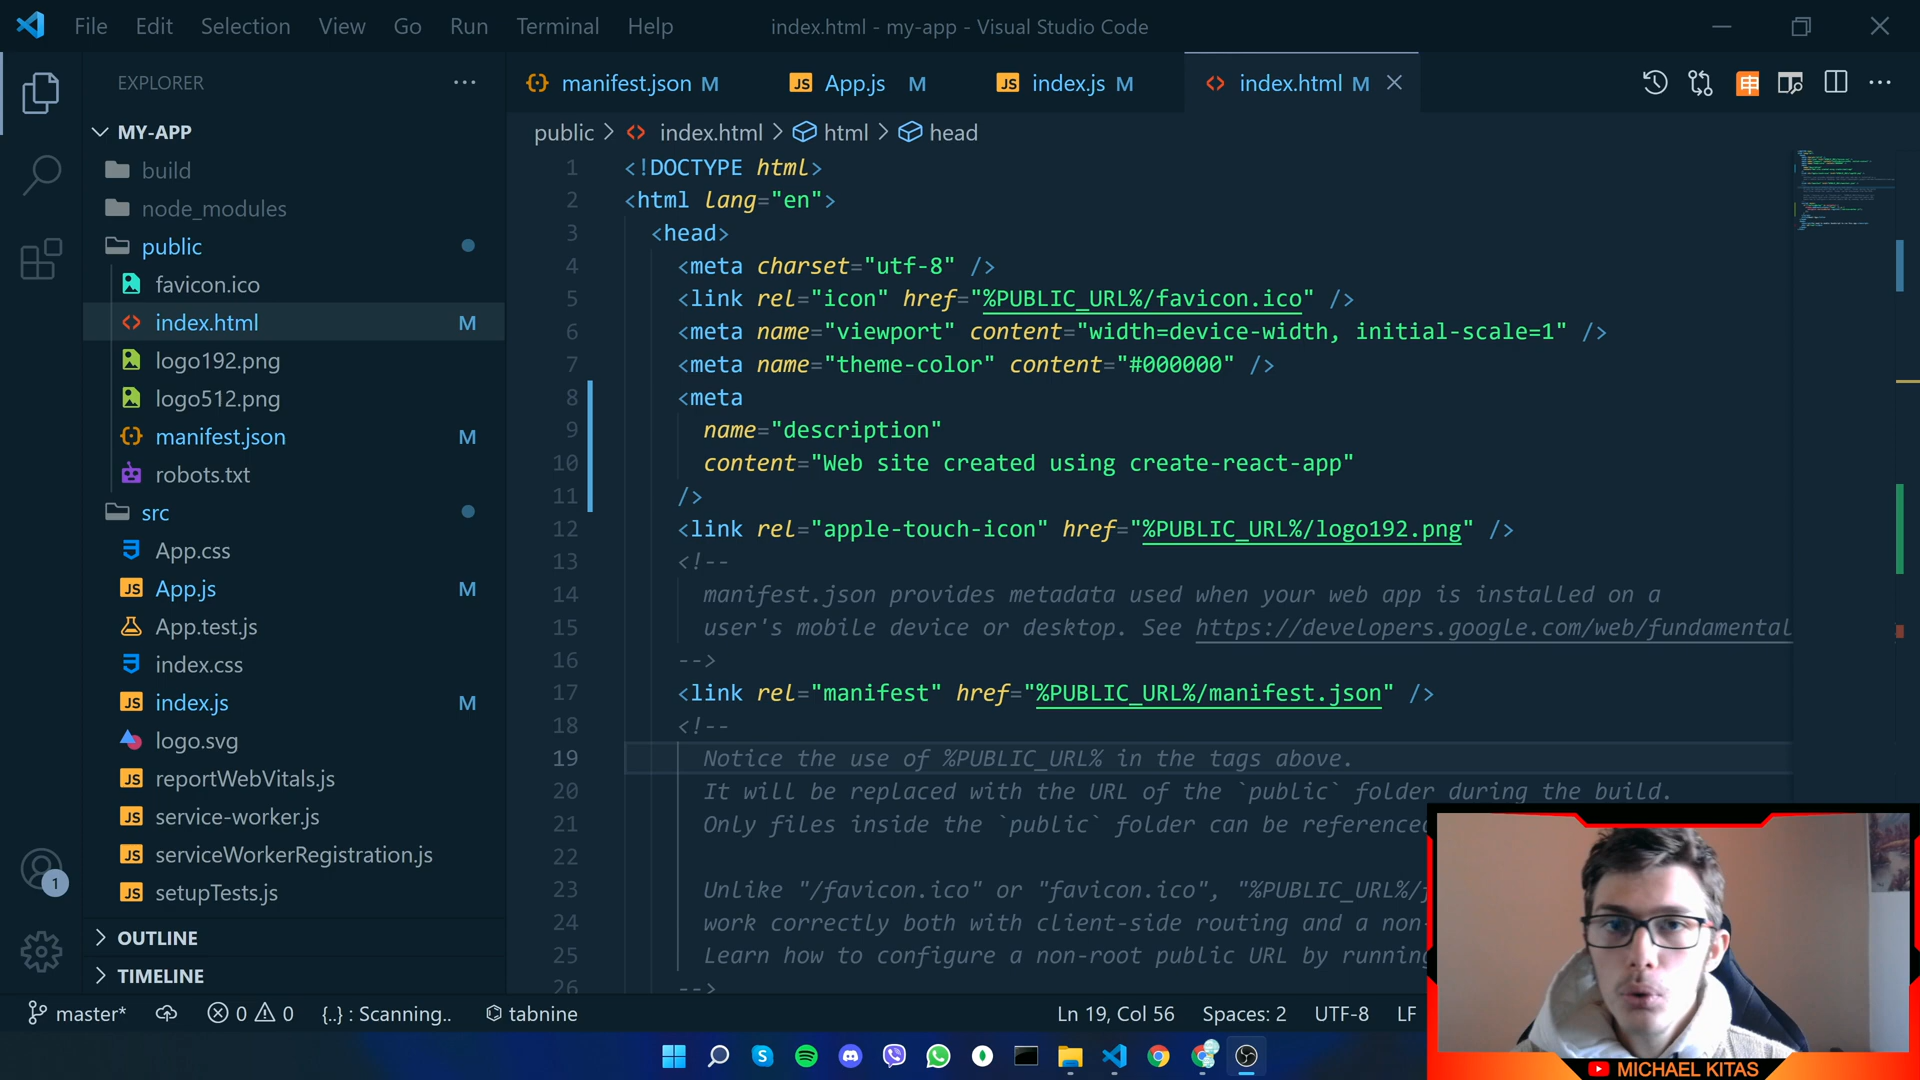 File Edit Selection View Go Run Terminal Help
index.html - my-app - Visual Studio Code
EXPLORER
MY-APP
build
node_modules
public
favicon.ico
index.html M
logo192.png
logo512.png
manifest.json M
robots.txt
src
App.css
App.js M
App.test.js
index.css
index.js M
logo.svg
reportWebVitals.js
service-worker.js
serviceWorkerRegistration.js
setupTests.js
OUTLINE
TIMELINE
manifest.json M
JS App.js M
JS index.js M
index.html M
public > index.html > html > head
1 <!DOCTYPE html>
2 <html lang="en">
3 <head>
4 <meta charset="utf-8" />
5 <link rel="icon" href="%PUBLIC_URL%/favicon.ico" />
6 <meta name="viewport" content="width=device-width, initial-scale=1" />
7 <meta name="theme-color" content="#000000" />
8 <meta
9 name="description"
10 content="Web site created using create-react-app"
11 />
12 <link rel="apple-touch-icon" href="%PUBLIC_URL%/logo192.png" />
13 <!--
14 manifest.json provides metadata used when your web app is installed on a
15 user's mobile device or desktop. See https://developers.google.com/web/fundamental
16 -->
17 <link rel="manifest" href="%PUBLIC_URL%/manifest.json" />
18 <!--
19 Notice the use of %PUBLIC_URL% in the tags above.
20 It will be replaced with the URL of the `public` folder during the build.
21 Only files inside the `public` folder can be referenced
22
23 Unlike "/favicon.ico" or "favicon.ico", "%PUBLIC_URL%/
24 work correctly both with client-side routing and a non-
25 Learn how to configure a non-root public URL by running
26 -->
1
master* 0 0 {..} : Scanning.. tabnine
Ln 19, Col 56 Spaces: 2 UTF-8 LF
MICHAEL KITAS